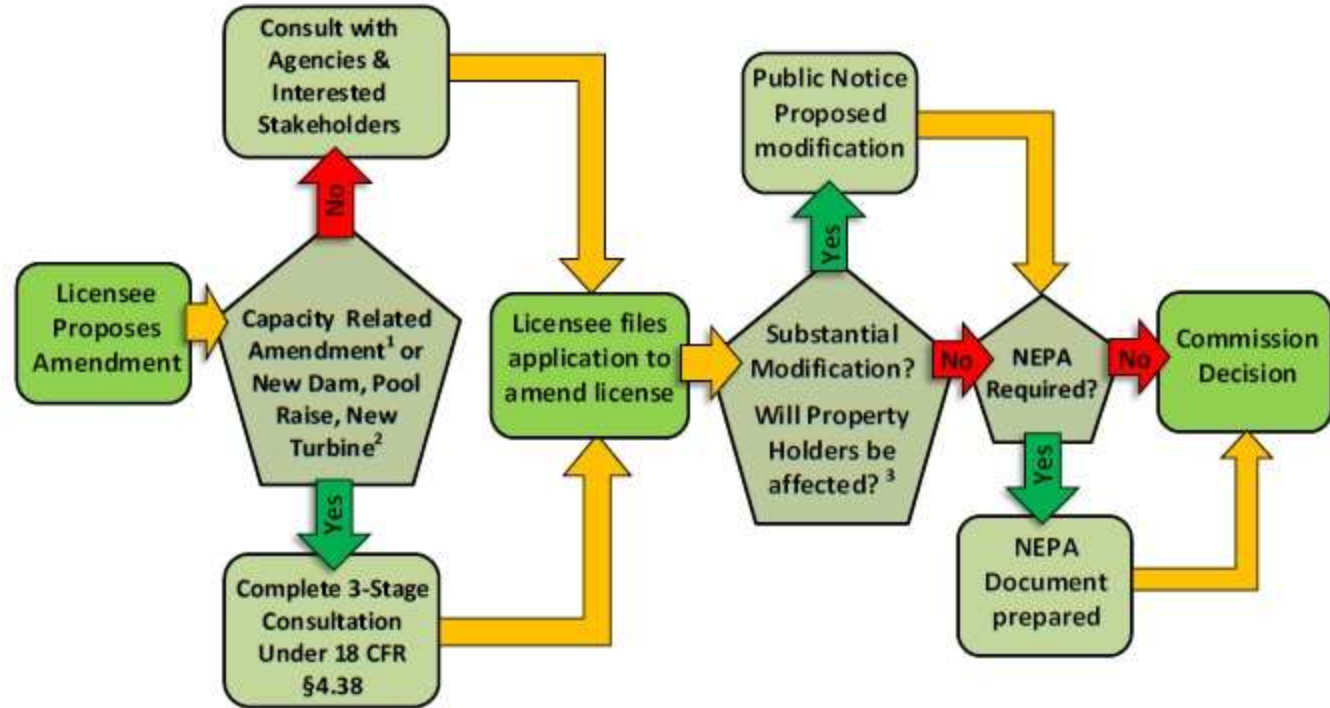 Consult with
Agencies &
Interested
Stakeholders
No
Licensee
Proposes
Amendment
Capacity Related
Amendment¹ or
New Dam, Pool
Raise, New
Turbine²
Yes
Complete 3-Stage
Consultation
Under 18 CFR
§4.38
Licensee files
application to
amend license
Public Notice
Proposed
modification
Yes
Substantial
Modification?
Will Property
Holders be
affected? ³
No
NEPA
Required?
No
Yes
NEPA
Document
prepared
Commission
Decision